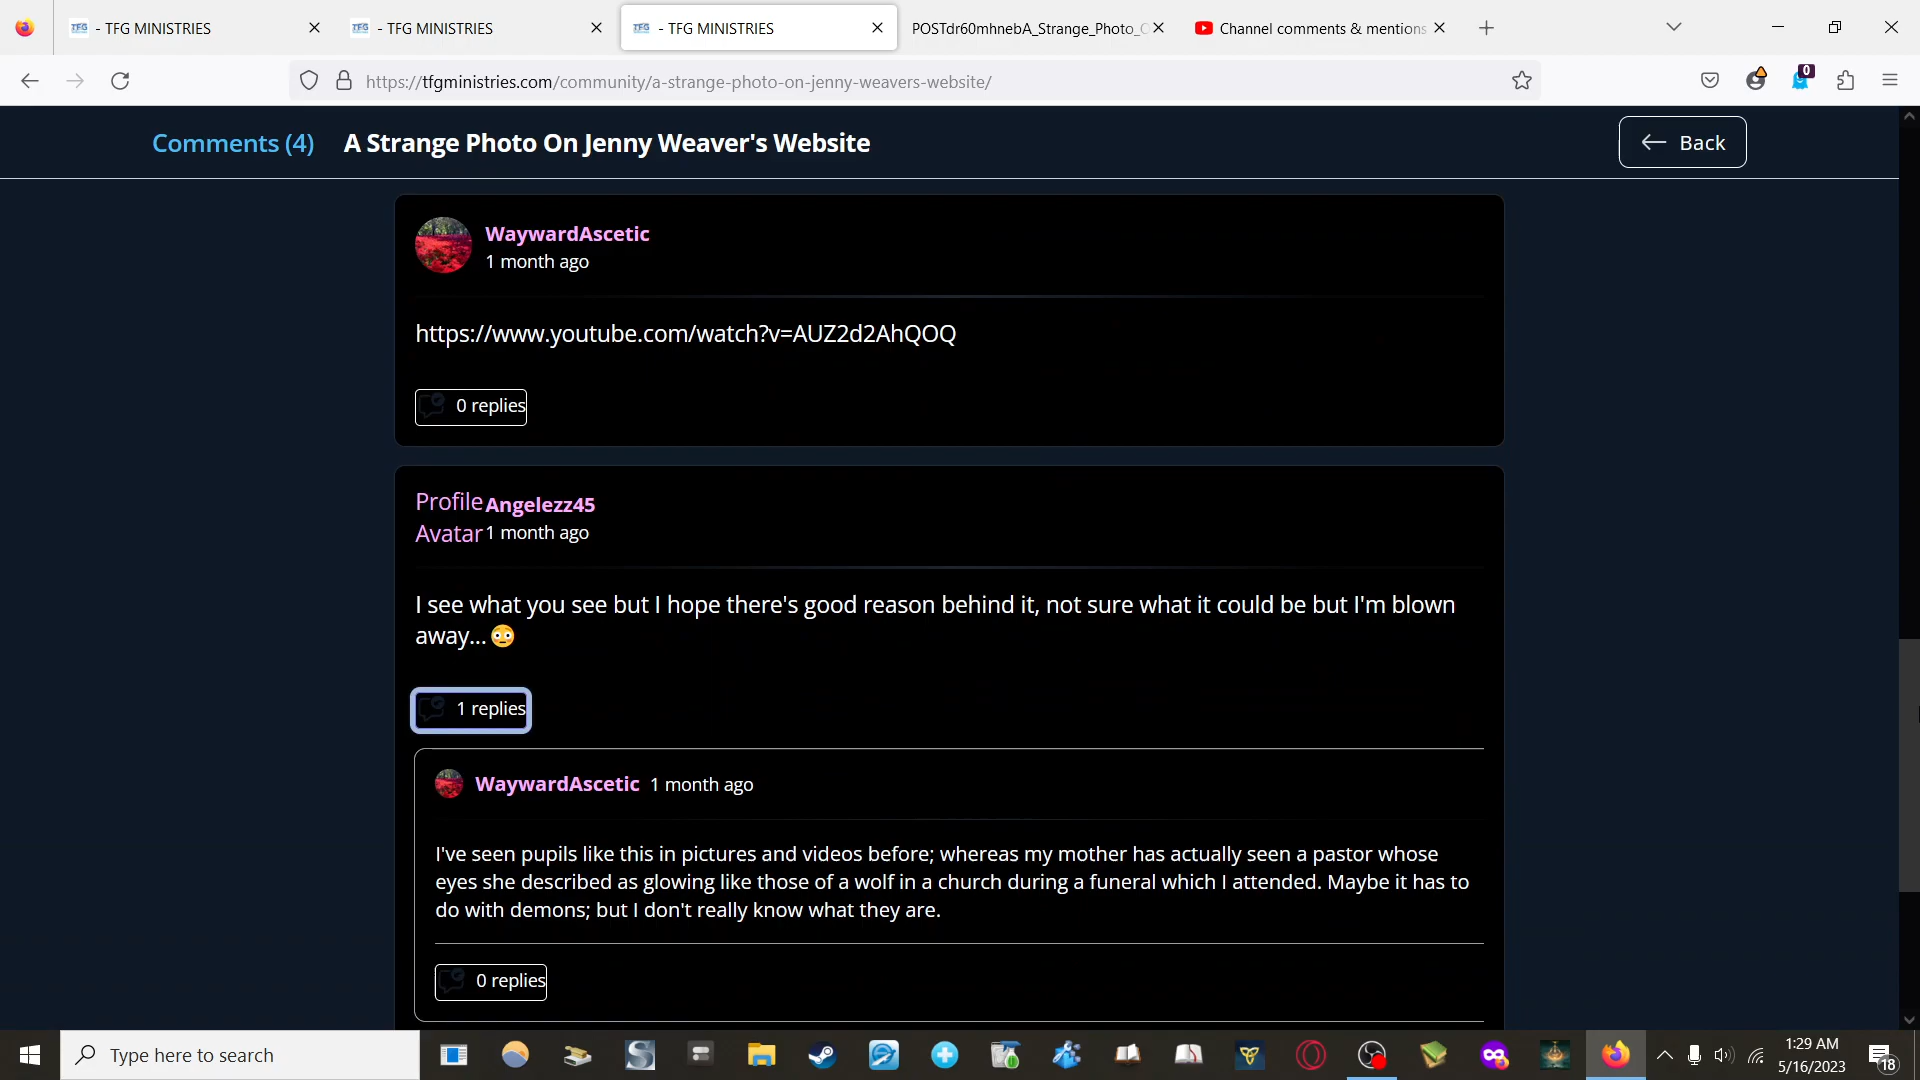 - TFG MINISTRIES
- TFG MINISTRIES
- TFG MINISTRIES
POSTdr60mhnebA_Strange_Photo_
Channel comments & mentions
https://tfgministries.com/community/a-strange-photo-on-jenny-weavers-website/
0
Comments (4)
A Strange Photo On Jenny Weaver's Website
Back
WaywardAscetic
1 month ago
https://www.youtube.com/watch?v=AUZ2d2AhQOQ
0 replies
Profile
Avatar
Angelezz45
1 month ago
I see what you see but I hope there's good reason behind it, not sure what it could be but I'm blown
away...😳
1 replies
WaywardAscetic 1 month ago
I've seen pupils like this in pictures and videos before; whereas my mother has actually seen a pastor whose
eyes she described as glowing like those of a wolf in a church during a funeral which I attended. Maybe it has to
do with demons; but I don't really know what they are.
0 replies
Type here to search
1:29 AM
5/16/2023
18